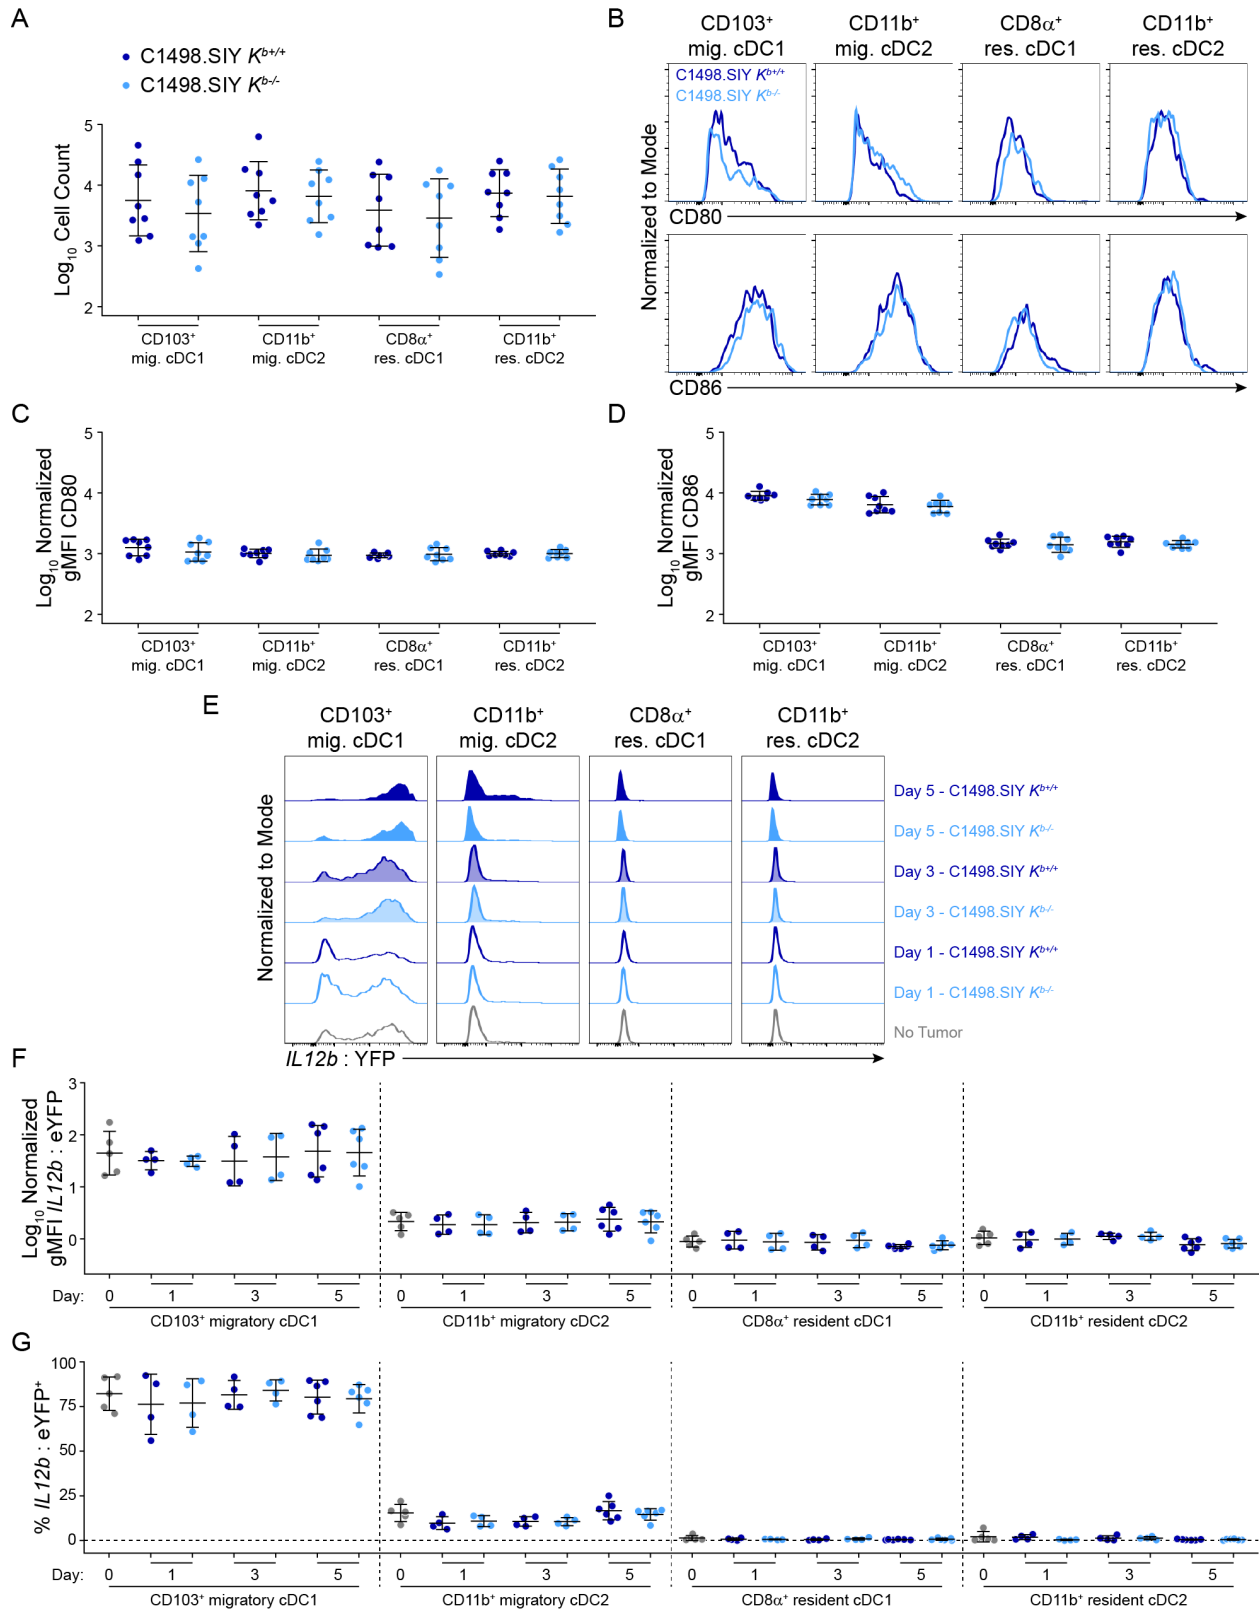 A
C1498.SIY Kb+/+
C1498.SIY Kb-/-
Log10 Cell Count
5
4
3
2
CD103+
mig. cDC1
CD11b+
mig. cDC2
CD8α+
res. cDC1
CD11b+
res. cDC2
B
CD103+
mig. cDC1
CD11b+
mig. cDC2
CD8α+
res. cDC1
CD11b+
res. cDC2
C1498.SIY Kb+/+
C1498.SIY Kb-/-
Normalized to Mode
CD80
CD86
C
Log10 Normalized
gMFI CD80
5
4
3
2
CD103+
mig. cDC1
CD11b+
mig. cDC2
CD8α+
res. cDC1
CD11b+
res. cDC2
D
Log10 Normalized
gMFI CD86
5
4
3
2
CD103+
mig. cDC1
CD11b+
mig. cDC2
CD8α+
res. cDC1
CD11b+
res. cDC2
E
CD103+
mig. cDC1
CD11b+
mig. cDC2
CD8α+
res. cDC1
CD11b+
res. cDC2
Normalized to Mode
Day 5 - C1498.SIY Kb+/+
Day 5 - C1498.SIY Kb-/-
Day 3 - C1498.SIY Kb+/+
Day 3 - C1498.SIY Kb-/-
Day 1 - C1498.SIY Kb+/+
Day 1 - C1498.SIY Kb-/-
No Tumor
IL12b : YFP
F
Log10 Normalized
gMFI IL12b : eYFP
3
2
1
0
Day: 0 1 3 5 0 1 3 5 0 1 3 5 0 1 3 5
CD103+ migratory cDC1
CD11b+ migratory cDC2
CD8α+ resident cDC1
CD11b+ resident cDC2
G
% IL12b : eYFP+
100
75
50
25
0
Day: 0 1 3 5 0 1 3 5 0 1 3 5 0 1 3 5
CD103+ migratory cDC1
CD11b+ migratory cDC2
CD8α+ resident cDC1
CD11b+ resident cDC2